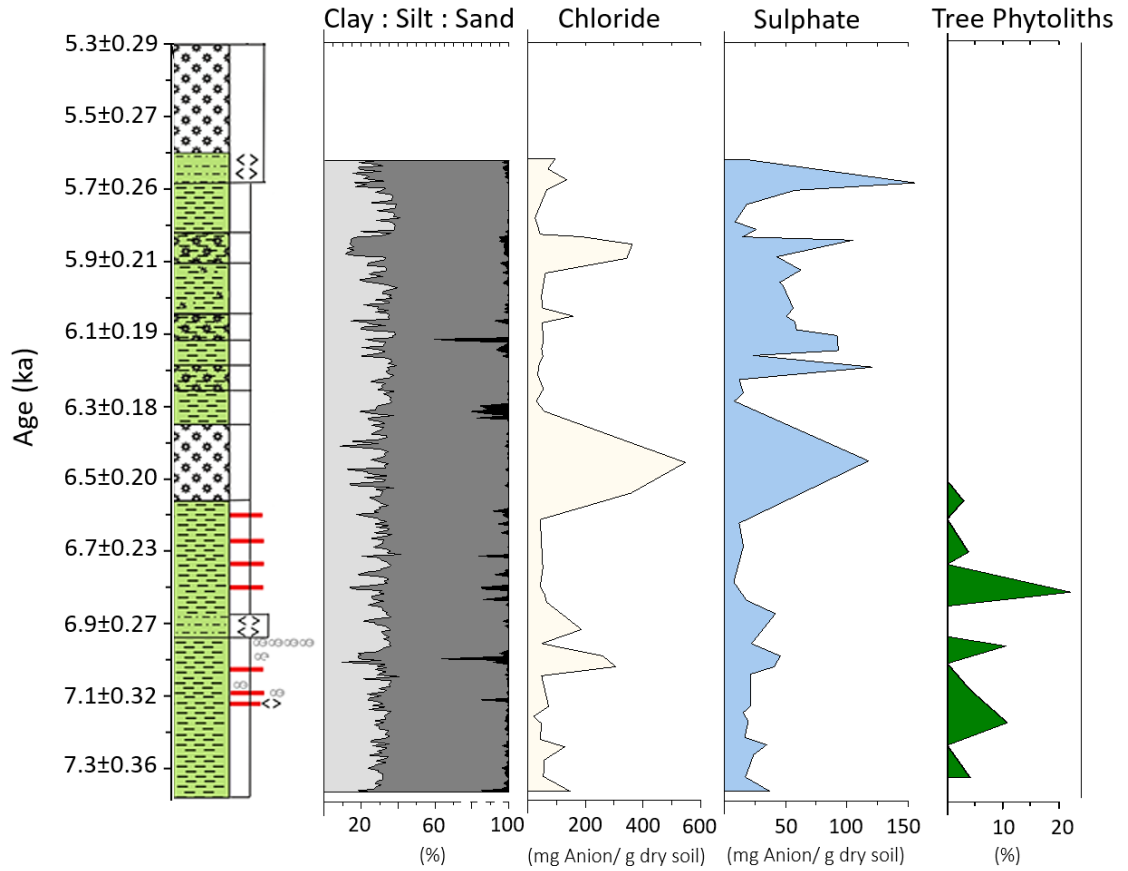 Clay : Silt : Sand
Chloride
Sulphate
Tree Phytoliths
Age (ka)
5.3±0.29
5.5±0.27
5.7±0.26
5.9±0.21
6.1±0.19
6.3±0.18
6.5±0.20
6.7±0.23
6.9±0.27
7.1±0.32
7.3±0.36
20 60 100
200 400 600
50 100 150
10 20
(%)
(mg Anion/ g dry soil)
(mg Anion/ g dry soil)
(%)